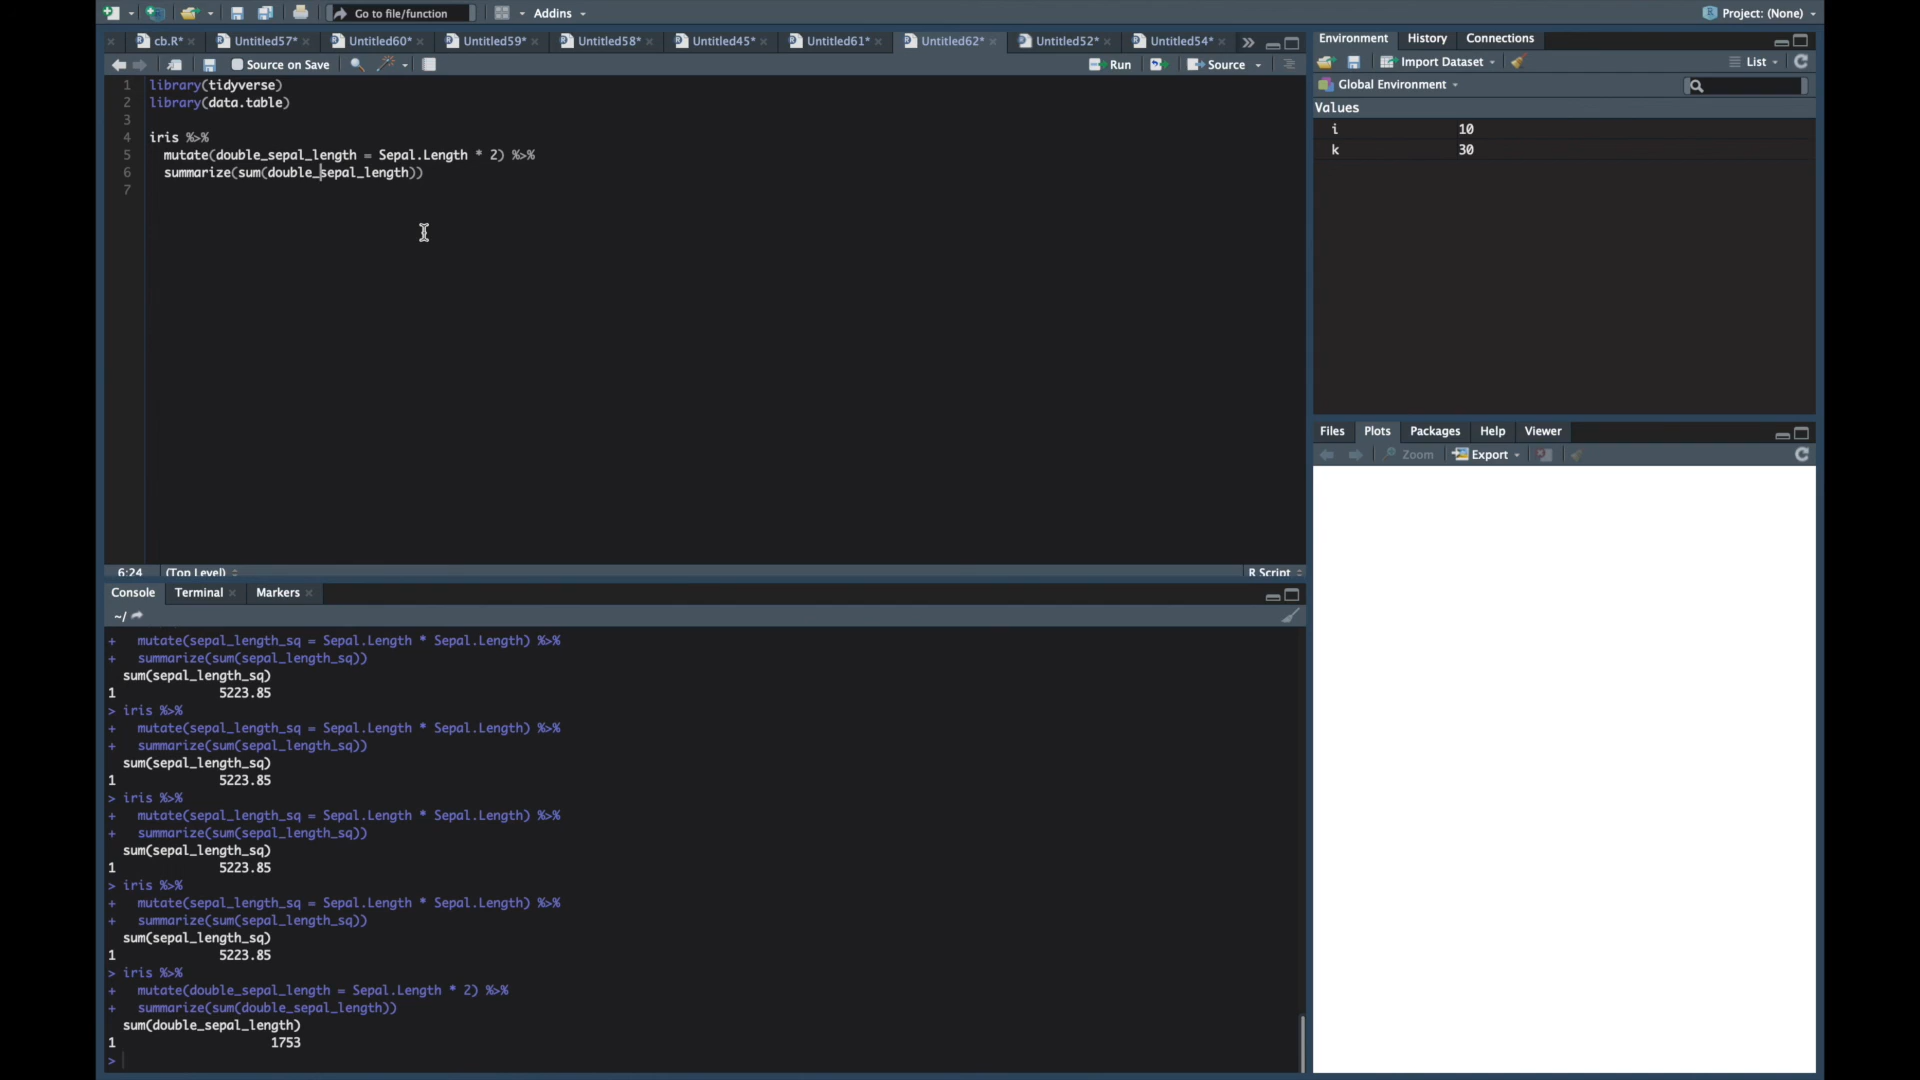 Go to file/function
Addins
Project: (None)
cb.R*
Untitled57*
Untitled60*
Untitled59*
Untitled58*
Untitled45*
Untitled61*
Untitled62*
Untitled52*
Untitled54*
Source on Save
Run
Source
1 library(tidyverse)
2 library(data.table)
3
4 iris %>%
5 mutate(double_sepal_length = Sepal.Length * 2) %>%
6 summarize(sum(double_sepal_length))
7
6:24 (Top Level)
R Script
Console
Terminal
Markers
~/
+ mutate(sepal_length_sq = Sepal.Length * Sepal.Length) %>%
+ summarize(sum(sepal_length_sq))
sum(sepal_length_sq)
1 5223.85
> iris %>%
+ mutate(sepal_length_sq = Sepal.Length * Sepal.Length) %>%
+ summarize(sum(sepal_length_sq))
sum(sepal_length_sq)
1 5223.85
> iris %>%
+ mutate(sepal_length_sq = Sepal.Length * Sepal.Length) %>%
+ summarize(sum(sepal_length_sq))
sum(sepal_length_sq)
1 5223.85
> iris %>%
+ mutate(sepal_length_sq = Sepal.Length * Sepal.Length) %>%
+ summarize(sum(sepal_length_sq))
sum(sepal_length_sq)
1 5223.85
> iris %>%
+ mutate(double_sepal_length = Sepal.Length * 2) %>%
+ summarize(sum(double_sepal_length))
sum(double_sepal_length)
1 1753
>
Environment
History
Connections
Import Dataset
List
Global Environment
Values
i 10
k 30
Files
Plots
Packages
Help
Viewer
Zoom
Export